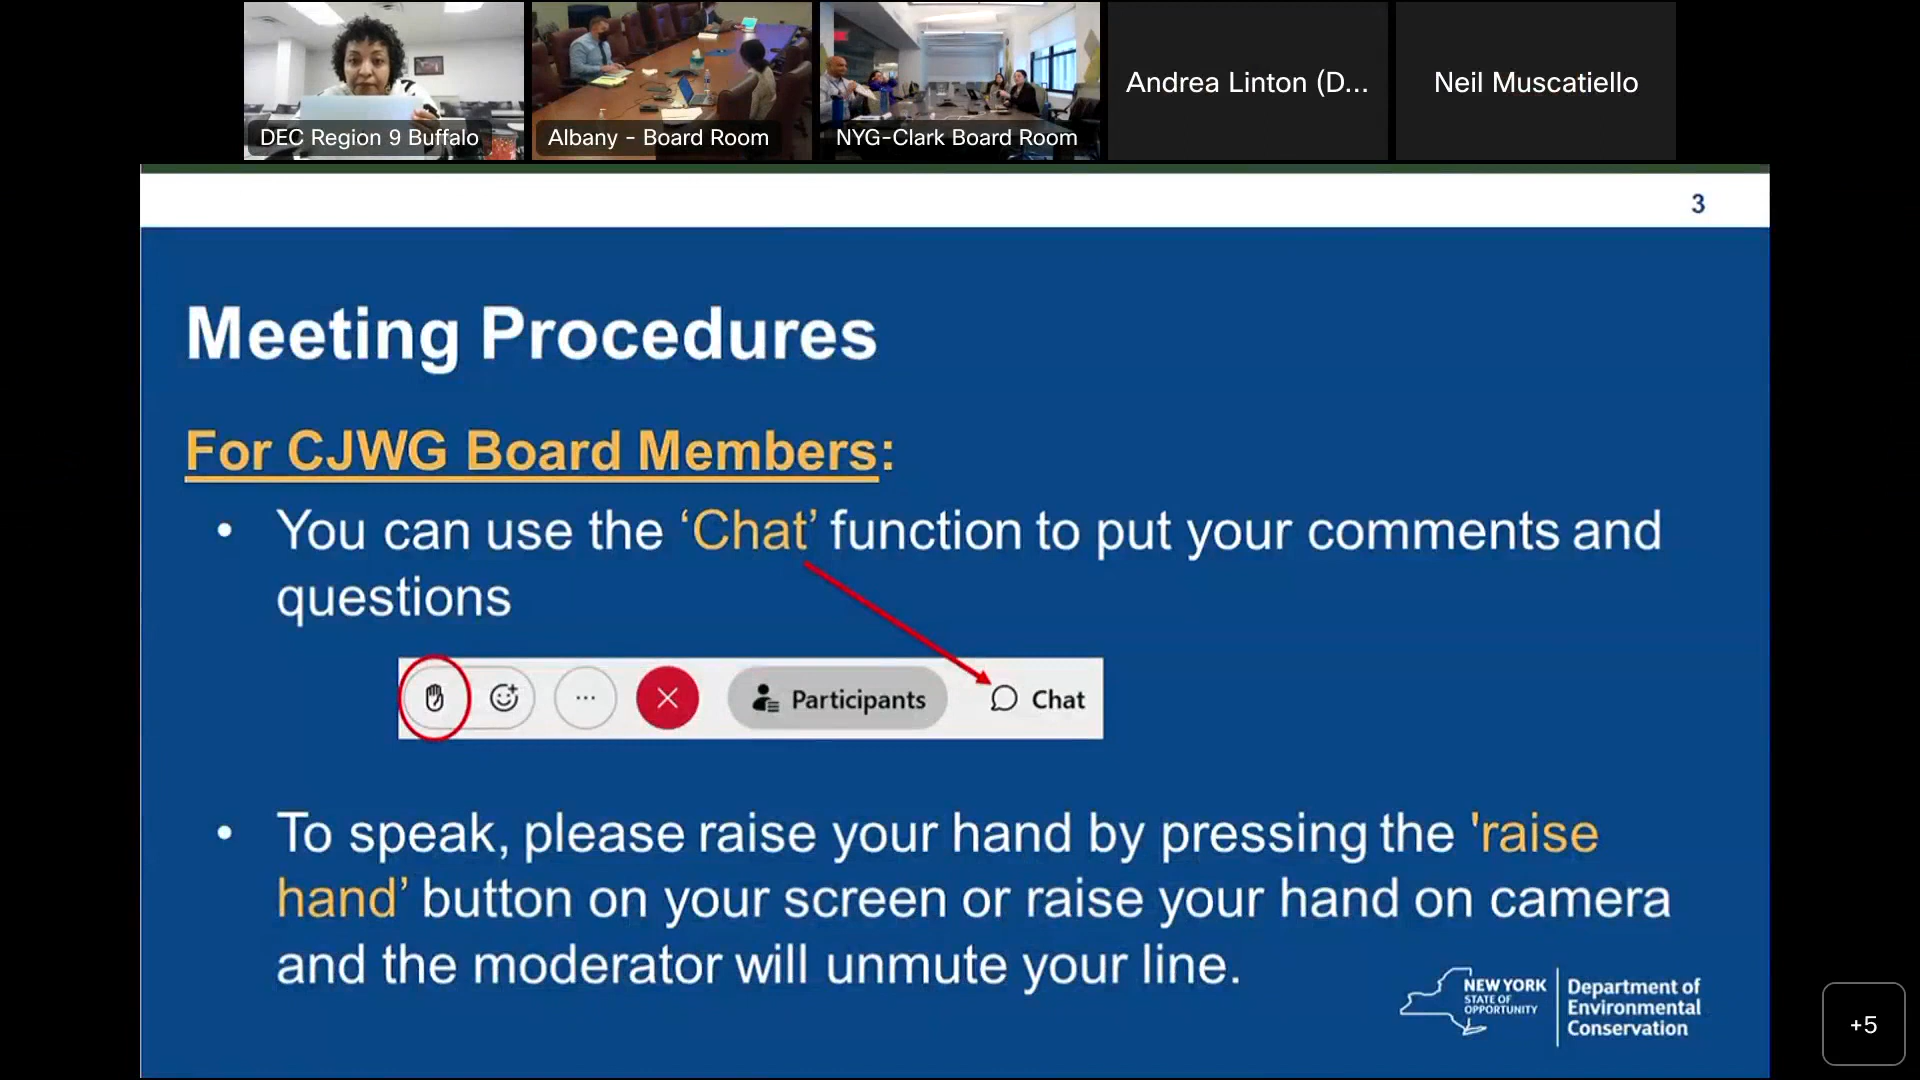 DEC Region 9 Buffalo
Albany - Board Room
NYG-Clark Board Room
Andrea Linton (D...
Neil Muscatiello
3
Meeting Procedures
For CJWG Board Members:
• You can use the ‘Chat’ function to put your comments and
questions
Participants
Chat
• To speak, please raise your hand by pressing the 'raise
hand’ button on your screen or raise your hand on camera
and the moderator will unmute your line.
NEW YORK
STATE OF
OPPORTUNITY
Department of
Environmental
Conservation
+5